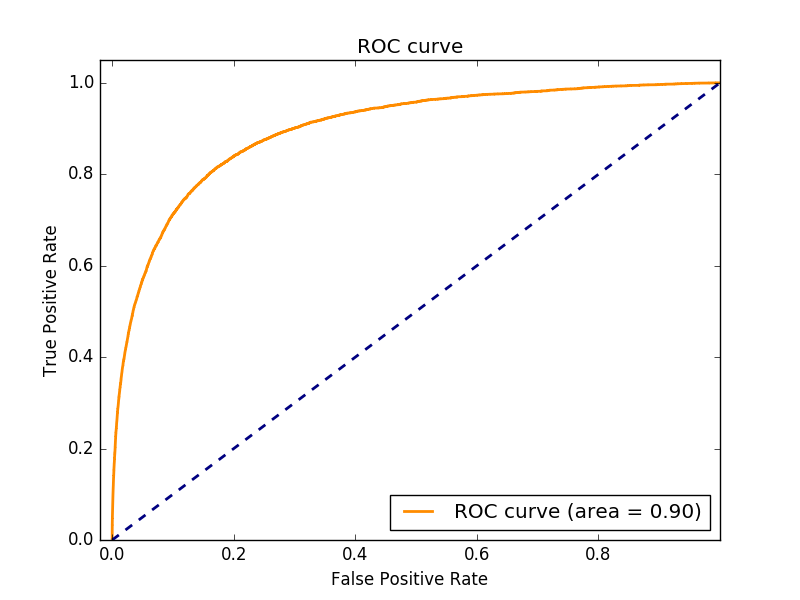 ROC curve
1.0
0.8
0.6
0.4
0.2
0.0
True Positive Rate
ROC curve (area = 0.90)
0.0 0.2 0.4 0.6 0.8
False Positive Rate